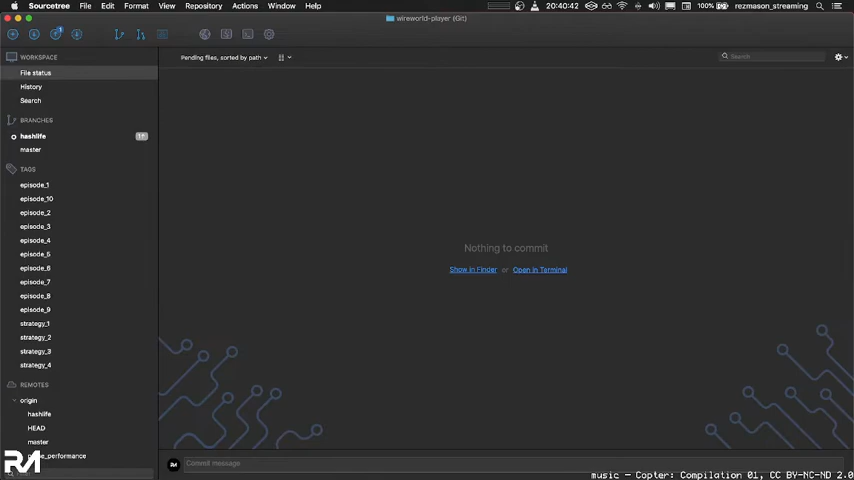 Sourcetree File Edit Format View Repository Actions Window Help
100% 20:40:42 rezmason_streaming
wireworld-player (Git)
WORKSPACE
Pending files, sorted by path
Search
File status
History
Search
BRANCHES
hashlife
master
TAGS
episode_1
episode_10
episode_2
episode_3
episode_4
episode_5
episode_6
episode_7
episode_8
episode_9
strategy_1
strategy_2
strategy_3
strategy_4
Nothing to commit
Show in Finder or Open in Terminal
REMOTES
origin
hashlife
HEAD
master
_performance
Commit message
music – Copter: Compilation 01, CC BY-NC-ND 2.0